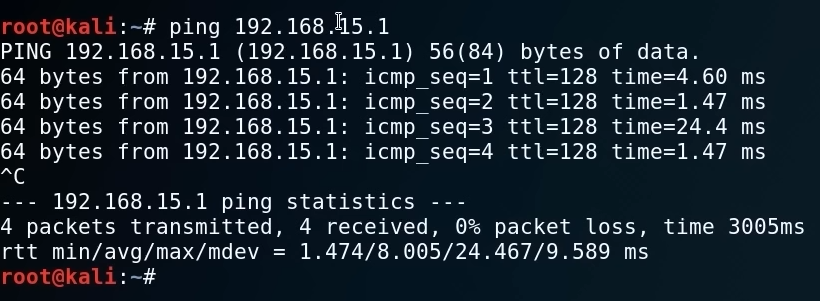 root@kali:~# ping 192.168.15.1
PING 192.168.15.1 (192.168.15.1) 56(84) bytes of data.
64 bytes from 192.168.15.1: icmp_seq=1 ttl=128 time=4.60 ms
64 bytes from 192.168.15.1: icmp_seq=2 ttl=128 time=1.47 ms
64 bytes from 192.168.15.1: icmp_seq=3 ttl=128 time=24.4 ms
64 bytes from 192.168.15.1: icmp_seq=4 ttl=128 time=1.47 ms
^C
--- 192.168.15.1 ping statistics ---
4 packets transmitted, 4 received, 0% packet loss, time 3005ms
rtt min/avg/max/mdev = 1.474/8.005/24.467/9.589 ms
root@kali:~#